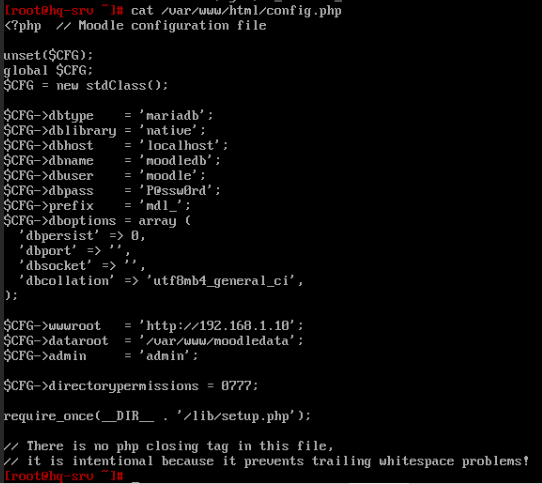 [root@hq-srv ~]# cat /var/www/html/config.php
<?php  // Moodle configuration file

unset($CFG);
global $CFG;
$CFG = new stdClass();

$CFG->dbtype    = 'mariadb';
$CFG->dblibrary = 'native';
$CFG->dbhost    = 'localhost';
$CFG->dbname    = 'moodledb';
$CFG->dbuser    = 'moodle';
$CFG->dbpass    = 'P@ssw0rd';
$CFG->prefix    = 'mdl_';
$CFG->dboptions = array (
  'dbpersist' => 0,
  'dbport' => '',
  'dbsocket' => '',
  'dbcollation' => 'utf8mb4_general_ci',
);

$CFG->wwwroot   = 'http://192.168.1.10';
$CFG->dataroot  = '/var/www/moodledata';
$CFG->admin     = 'admin';

$CFG->directorypermissions = 0777;

require_once(__DIR__ . '/lib/setup.php');

// There is no php closing tag in this file,
// it is intentional because it prevents trailing whitespace problems!
[root@hq-srv ~]# _